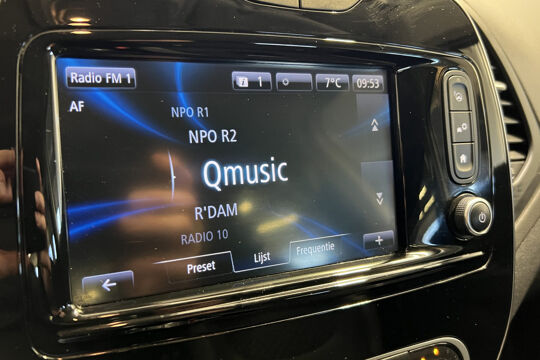 Radio FM 1
1
7°C
09:53
AF
NPO R1
NPO R2
Qmusic
R'DAM
RADIO 10
Preset
Lijst
Frequentie
+